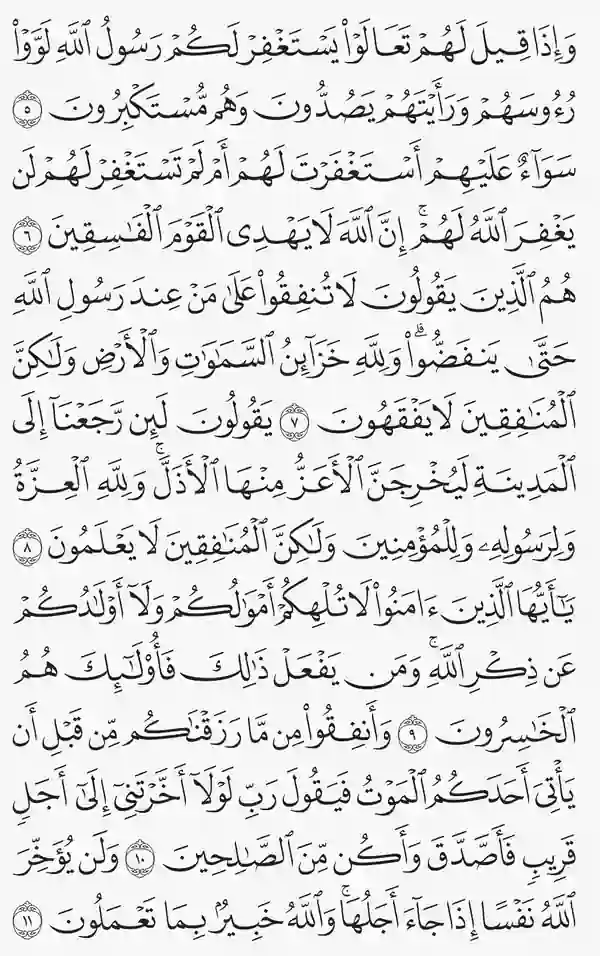 وَإِذَا قِيلَ لَهُمْ تَعَالَوْا۟ يَسْتَغْفِرْ لَكُمْ رَسُولُ ٱللَّهِ لَوَّوْا۟
رُءُوسَهُمْ وَرَأَيْتَهُمْ يَصُدُّونَ وَهُم مُّسْتَكْبِرُونَ ٥
سَوَآءٌ عَلَيْهِمْ أَسْتَغْفَرْتَ لَهُمْ أَمْ لَمْ تَسْتَغْفِرْ لَهُمْ لَن
يَغْفِرَ ٱللَّهُ لَهُمْ ۚ إِنَّ ٱللَّهَ لَا يَهْدِى ٱلْقَوْمَ ٱلْفَـٰسِقِينَ ٦
هُمُ ٱلَّذِينَ يَقُولُونَ لَا تُنفِقُوا۟ عَلَىٰ مَنْ عِندَ رَسُولِ ٱللَّهِ
حَتَّىٰ يَنفَضُّوا۟ ۗ وَلِلَّهِ خَزَآئِنُ ٱلسَّمَـٰوَٰتِ وَٱلْأَرْضِ وَلَـٰكِنَّ
ٱلْمُنَـٰفِقِينَ لَا يَفْقَهُونَ ٧ يَقُولُونَ لَئِن رَّجَعْنَآ إِلَى
ٱلْمَدِينَةِ لَيُخْرِجَنَّ ٱلْأَعَزُّ مِنْهَا ٱلْأَذَلَّ ۚ وَلِلَّهِ ٱلْعِزَّةُ
وَلِرَسُولِهِۦ وَلِلْمُؤْمِنِينَ وَلَـٰكِنَّ ٱلْمُنَـٰفِقِينَ لَا يَعْلَمُونَ ٨
يَـٰٓأَيُّهَا ٱلَّذِينَ ءَامَنُوا۟ لَا تُلْهِكُمْ أَمْوَٰلُكُمْ وَلَآ أَوْلَـٰدُكُمْ
عَن ذِكْرِ ٱللَّهِ ۚ وَمَن يَفْعَلْ ذَٰلِكَ فَأُو۟لَـٰٓئِكَ هُمُ
ٱلْخَـٰسِرُونَ ٩ وَأَنفِقُوا۟ مِن مَّا رَزَقْنَـٰكُم مِّن قَبْلِ أَن
يَأْتِىَ أَحَدَكُمُ ٱلْمَوْتُ فَيَقُولَ رَبِّ لَوْلَآ أَخَّرْتَنِىٓ إِلَىٰٓ أَجَلٍ
قَرِيبٍ فَأَصَّدَّقَ وَأَكُن مِّنَ ٱلصَّـٰلِحِينَ ١٠ وَلَن يُؤَخِّرَ
ٱللَّهُ نَفْسًا إِذَا جَآءَ أَجَلُهَا ۚ وَٱللَّهُ خَبِيرٌۢ بِمَا تَعْمَلُونَ ١١